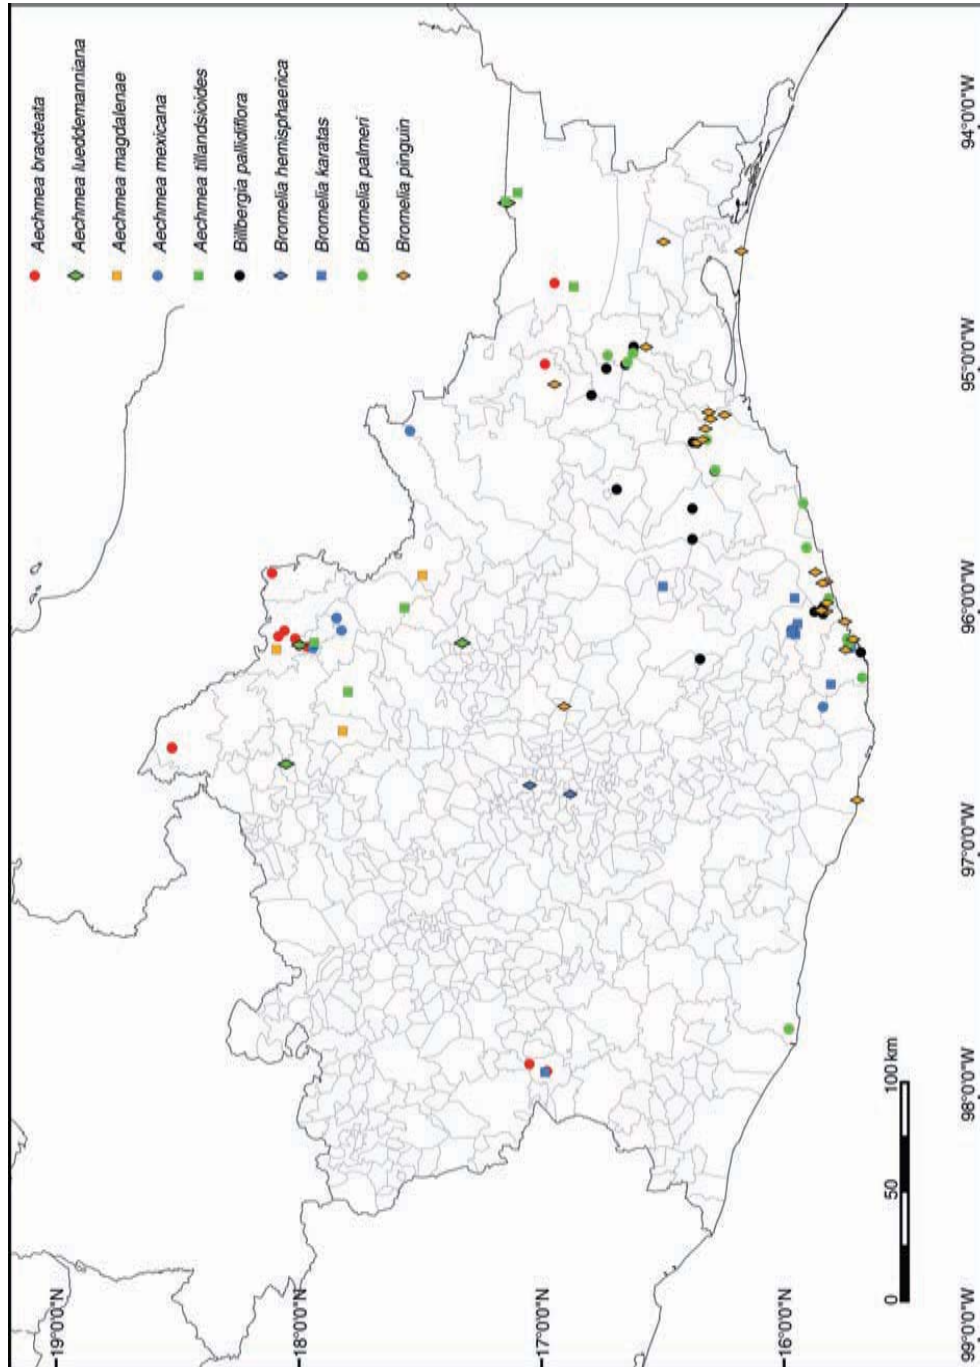 Aechmea bracteata
Aechmea lueddemanniana
Aechmea magdalenae
Aechmea mexicana
Aechmea tillandsioides
Billbergia pallidiflora
Bromelia hemisphaerica
Bromelia karatas
Bromelia palmeri
Bromelia pinguin
19°0'0"N
18°0'0"N
17°0'0"N
16°0'0"N
99°0'0"W
98°0'0"W
97°0'0"W
96°0'0"W
95°0'0"W
94°0'0"W
0 50 100 km